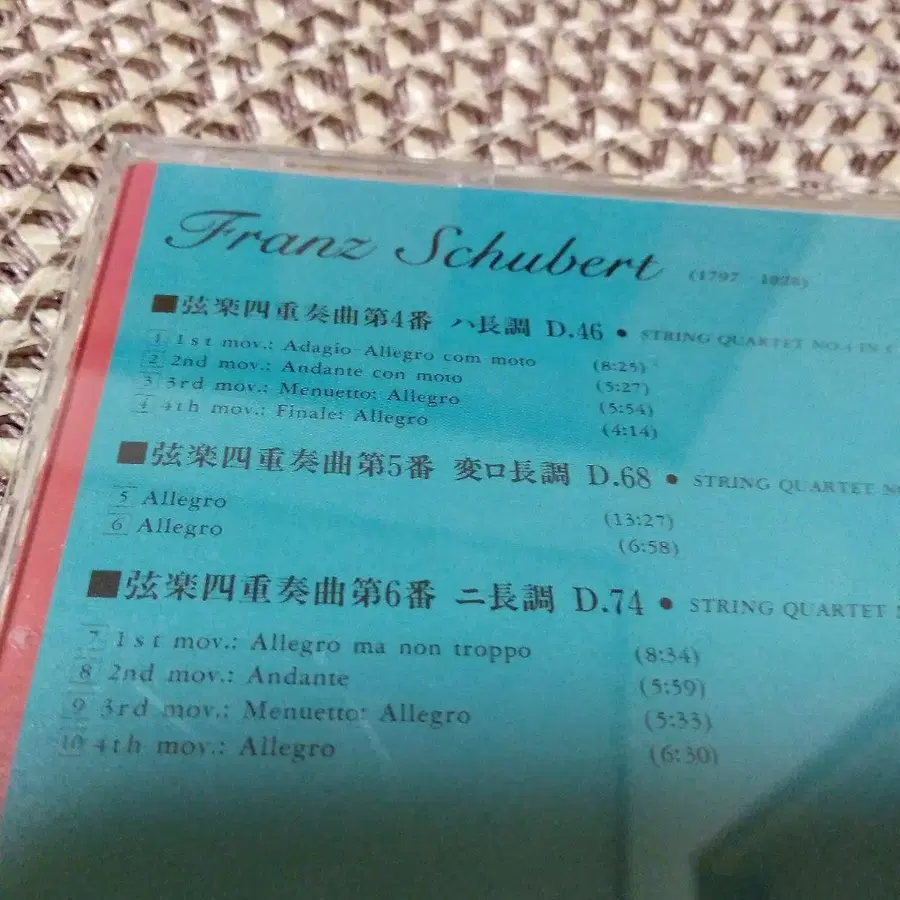 Franz Schubert (1797 1828)
■弦楽四重奏曲第4番 ハ長調 D.46 ● STRING QUARTET NO.4 IN C
1 1st mov.: Adagio–Allegro com moto (8:25)
2 2nd mov.: Andante con moto (5:27)
3 3rd mov.: Menuetto: Allegro (5:54)
4 4th mov.: Finale: Allegro (4:14)
■弦楽四重奏曲第5番 変ロ長調 D.68 ● STRING QUARTET
5 Allegro (13:27)
6 Allegro (6:58)
■弦楽四重奏曲第6番 ニ長調 D.74 ● STRING QUARTET
7 1st mov.: Allegro ma non troppo (8:34)
8 2nd mov.: Andante (5:59)
9 3rd mov.: Menuetto: Allegro (5:33)
10 4th mov.: Allegro (6:30)